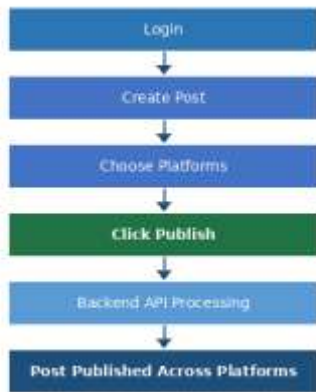 Login
Create Post
Choose Platforms
Click Publish
Backend API Processing
Post Published Across Platforms